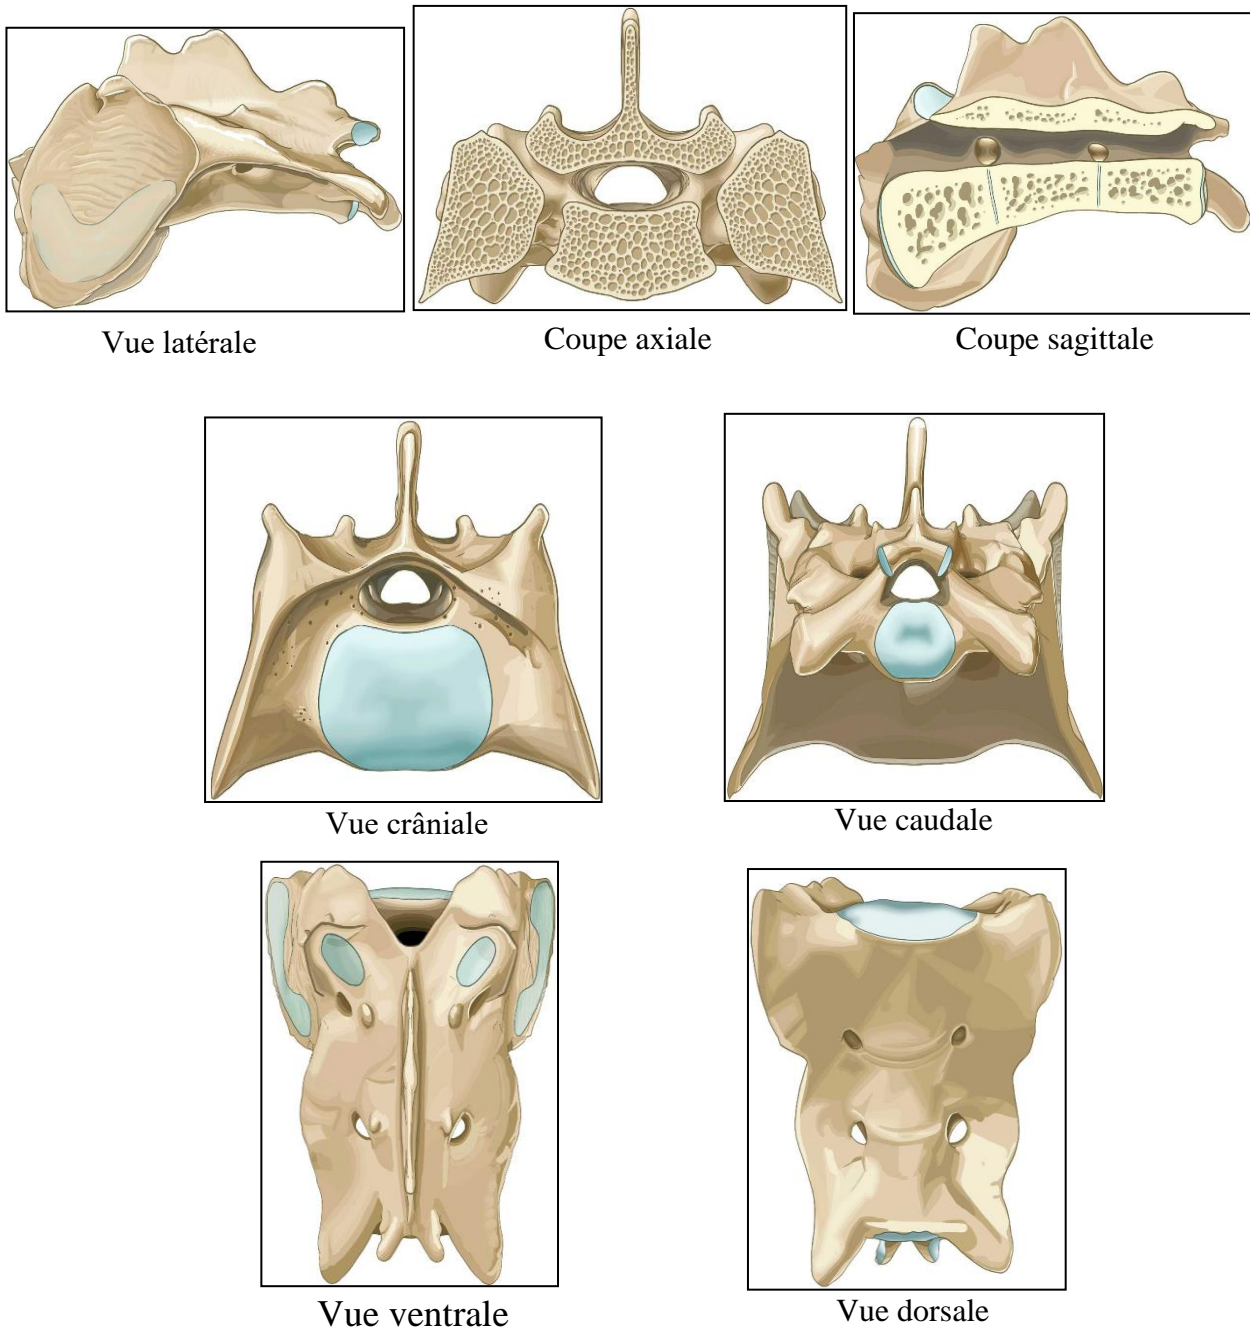 Vue latérale
Coupe axiale
Coupe sagittale
Vue crâniale
Vue caudale
Vue ventrale
Vue dorsale